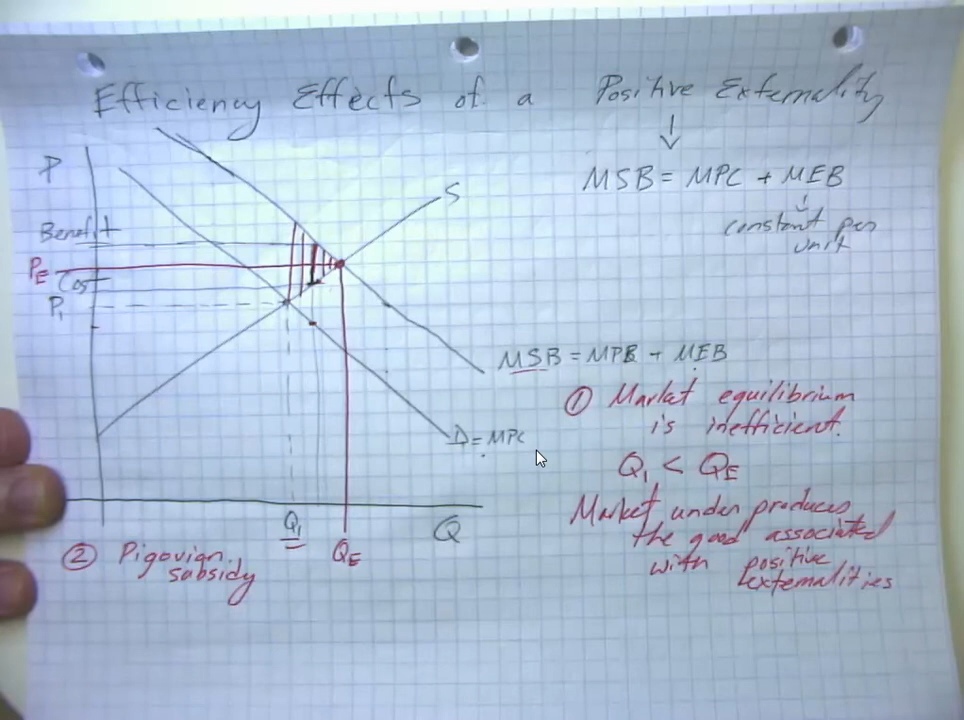 Efficiency Effects of a Positive Externality
MSB = MPC + MEB
constant per
unit
P
S
Benefit
PE
Cost
P1
MSB = MPB + MEB
① Market equilibrium
is inefficient.
D = MPC
Q1 < QE
Market under produces
the good associated
with positive
externalities
Q1
QE
Q
② Pigovian
subsidy